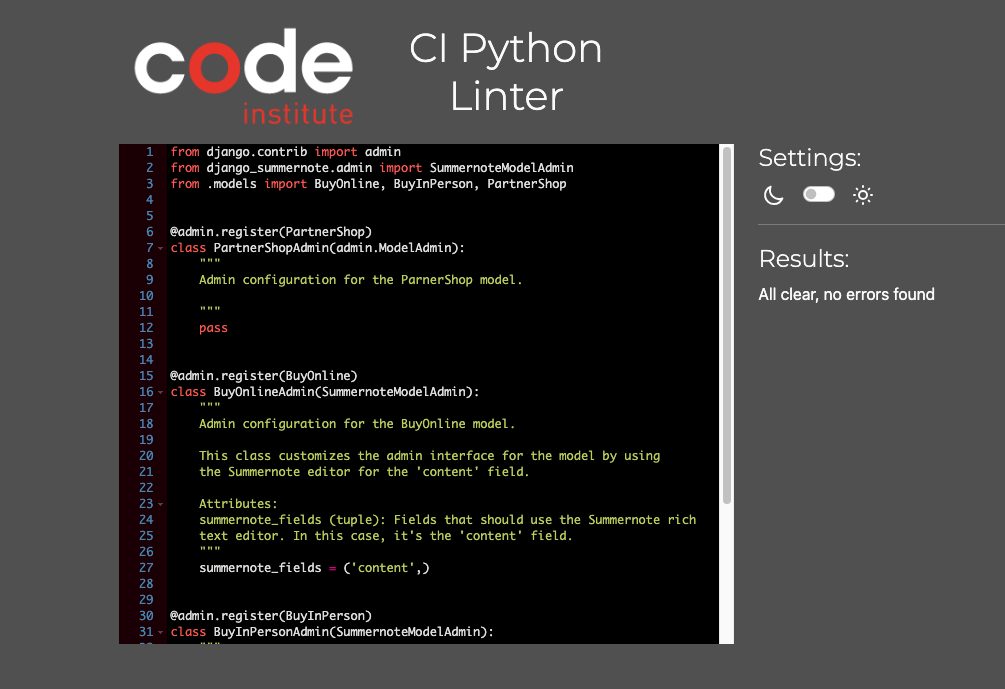 code
institute
CI Python
Linter
1 from django.contrib import admin
2 from django_summernote.admin import SummernoteModelAdmin
3 from .models import BuyOnline, BuyInPerson, PartnerShop
4
5
6 @admin.register(PartnerShop)
7 class PartnerShopAdmin(admin.ModelAdmin):
8 """
9 Admin configuration for the ParnerShop model.
10
11 """
12 pass
13
14
15 @admin.register(BuyOnline)
16 class BuyOnlineAdmin(SummernoteModelAdmin):
17 """
18 Admin configuration for the BuyOnline model.
19
20 This class customizes the admin interface for the model by using
21 the Summernote editor for the 'content' field.
22
23 Attributes:
24 summernote_fields (tuple): Fields that should use the Summernote rich
25 text editor. In this case, it's the 'content' field.
26 """
27 summernote_fields = ('content',)
28
29
30 @admin.register(BuyInPerson)
31 class BuyInPersonAdmin(SummernoteModelAdmin):
Settings:
Results:
All clear, no errors found